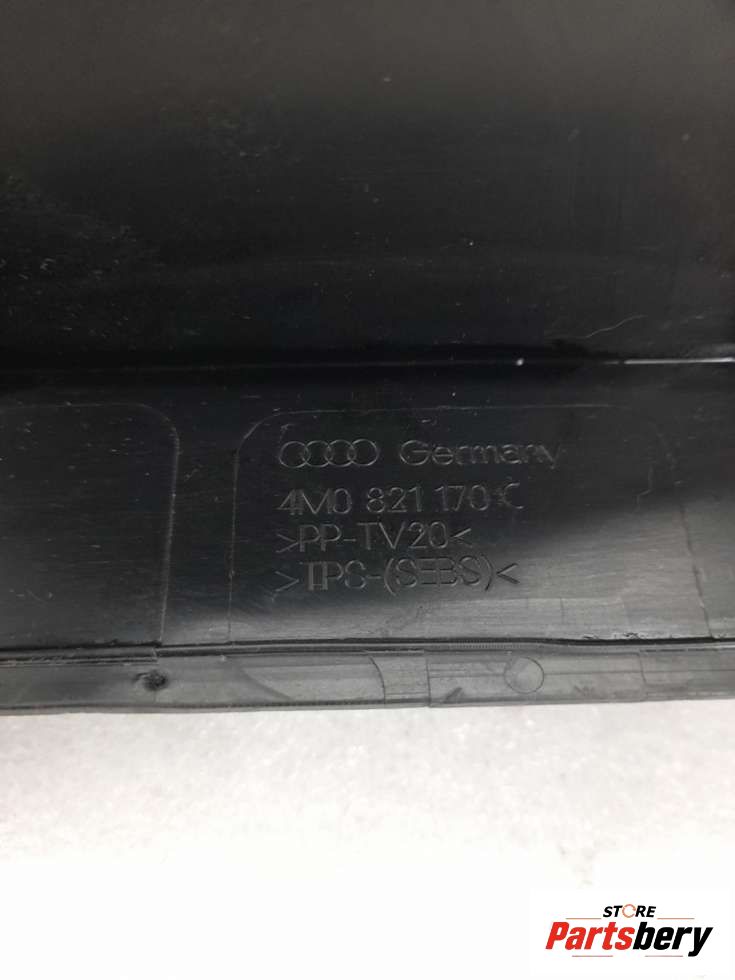 Germany
4M0 821 170 C
>PP-TV20<
>TPS-(SEBS)<
STORE
Partsbery